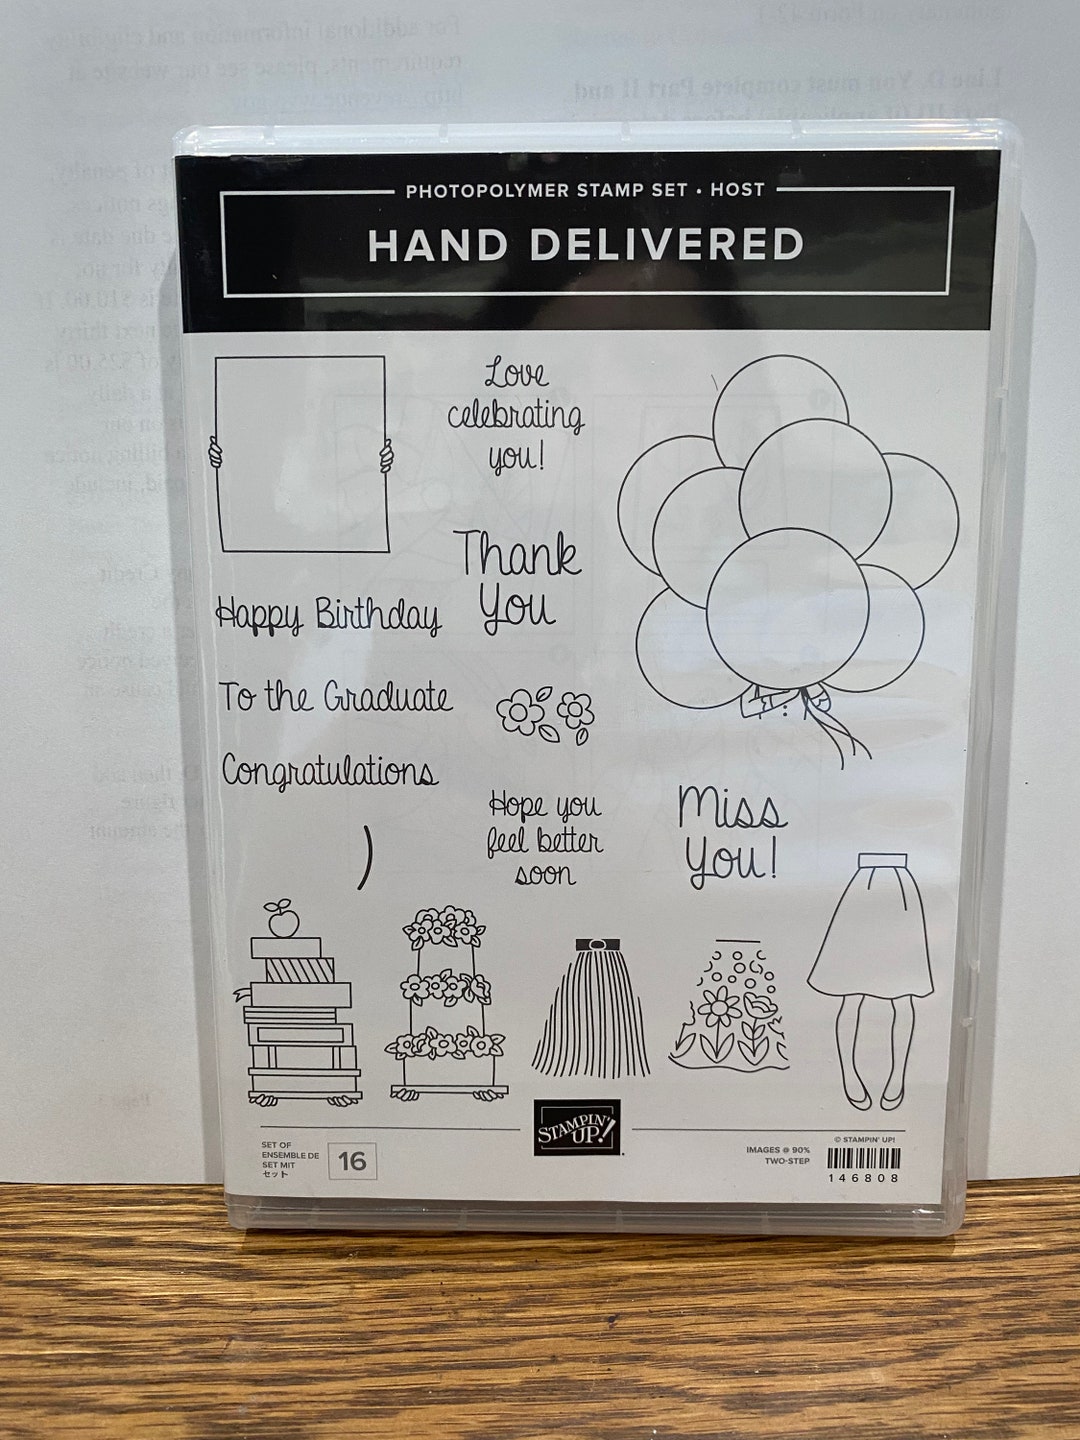 PHOTOPOLYMER STAMP SET • HOST
HAND DELIVERED
Love
celebrating
you!
Thank
You
Happy Birthday
To the Graduate
Congratulations
Hope you
feel better
soon
Miss
You!
STAMPIN'
UP!
SET OF
ENSEMBLE DE
SET MIT
セット
16
IMAGES @ 90%
TWO-STEP
© STAMPIN' UP!
146808